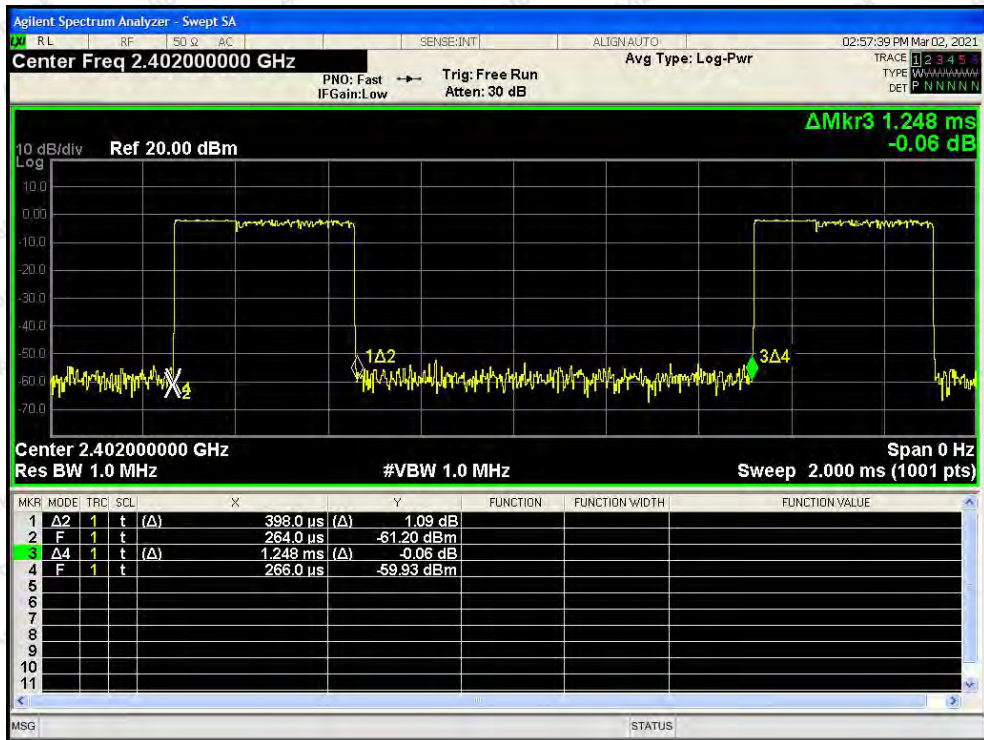 Agilent Spectrum Analyzer - Swept SA
LXI RL RF 50 Ω AC SENSE:INT ALIGN AUTO 02:57:39 PM Mar 02, 2021
Center Freq 2.402000000 GHz Avg Type: Log-Pwr TRACE 1 2 3 4 5 6
PNO: Fast Trig: Free Run TYPE WWWWWW
IFGain:Low Atten: 30 dB DET P N N N N N
ΔMkr3 1.248 ms
10 dB/div Ref 20.00 dBm -0.06 dB
Log
10.0
0.00
-10.0
-20.0
-30.0
-40.0
-50.0
1Δ2 3Δ4
-60.0
4
2
-70.0
Center 2.402000000 GHz Span 0 Hz
Res BW 1.0 MHz #VBW 1.0 MHz Sweep 2.000 ms (1001 pts)
MKR MODE TRC SCL X Y FUNCTION FUNCTION WIDTH FUNCTION VALUE
1 Δ2 1 t (Δ) 398.0 µs (Δ) 1.09 dB
2 F 1 t 264.0 µs -61.20 dBm
3 Δ4 1 t (Δ) 1.248 ms (Δ) -0.06 dB
4 F 1 t 266.0 µs -59.93 dBm
5
6
7
8
9
10
11
MSG STATUS